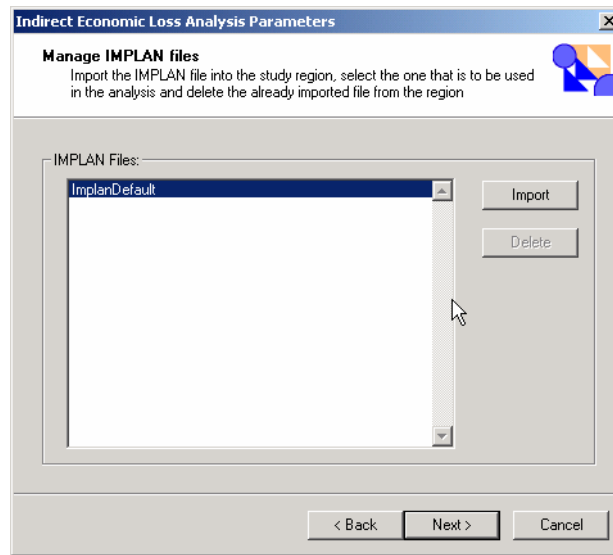 Indirect Economic Loss Analysis Parameters
Manage IMPLAN files
Import the IMPLAN file into the study region, select the one that is to be used
in the analysis and delete the already imported file from the region
IMPLAN Files:
ImplanDefault
Import
Delete
< Back
Next >
Cancel